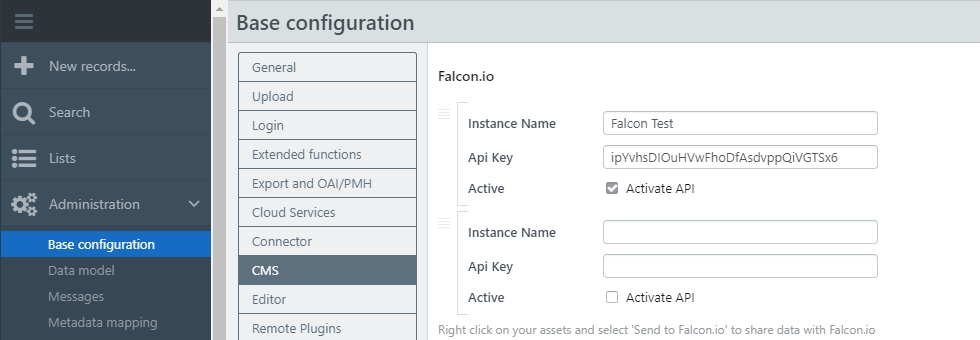 Base configuration
New records...
Search
Lists
Administration
Base configuration
Data model
Messages
Metadata mapping
General
Upload
Login
Extended functions
Export and OAI/PMH
Cloud Services
Connector
CMS
Editor
Remote Plugins
Falcon.io
Instance Name Falcon Test
Api Key ipYvhsDIOuHVwFhoDfAsdvppQiVGTSx6
Active Activate API
Instance Name
Api Key
Active Activate API
Right click on your assets and select 'Send to Falcon.io' to share data with Falcon.io